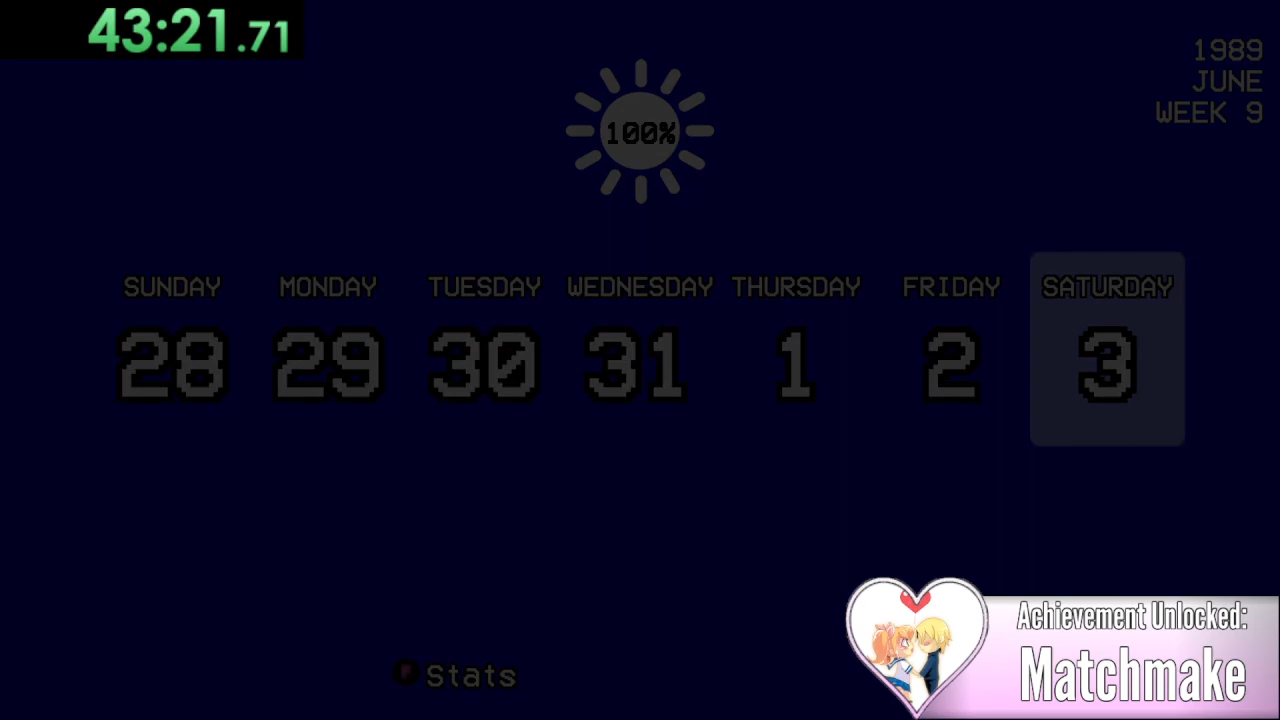 43:21.71
1989
JUNE
WEEK 9
100%
SUNDAY MONDAY TUESDAY WEDNESDAY THURSDAY FRIDAY SATURDAY
28 29 30 31 1 2 3
Stats
Achievement Unlocked:
Matchmake